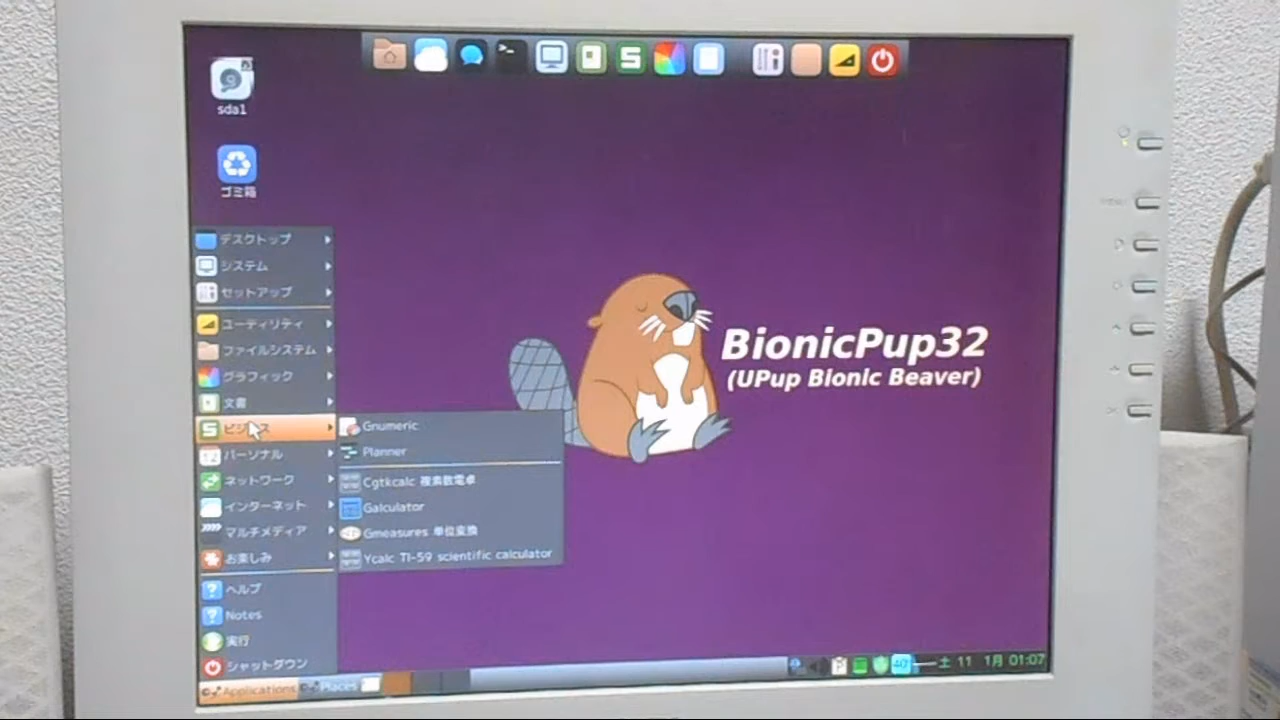 sda1
ゴミ箱
デスクトップ
システム
セットアップ
ユーティリティ
ファイルシステム
グラフィック
文書
ビジネス
パーソナル
ネットワーク
インターネット
マルチメディア
お楽しみ
ヘルプ
Notes
実行
シャットダウン
Gnumeric
Planner
Cgtkcalc 複素数電卓
Galculator
Gmeasures 単位変換
Ycalc TI-59 scientific calculator
BionicPup32
(UPup Bionic Beaver)
Applications
Places
土 11 1月 01:07